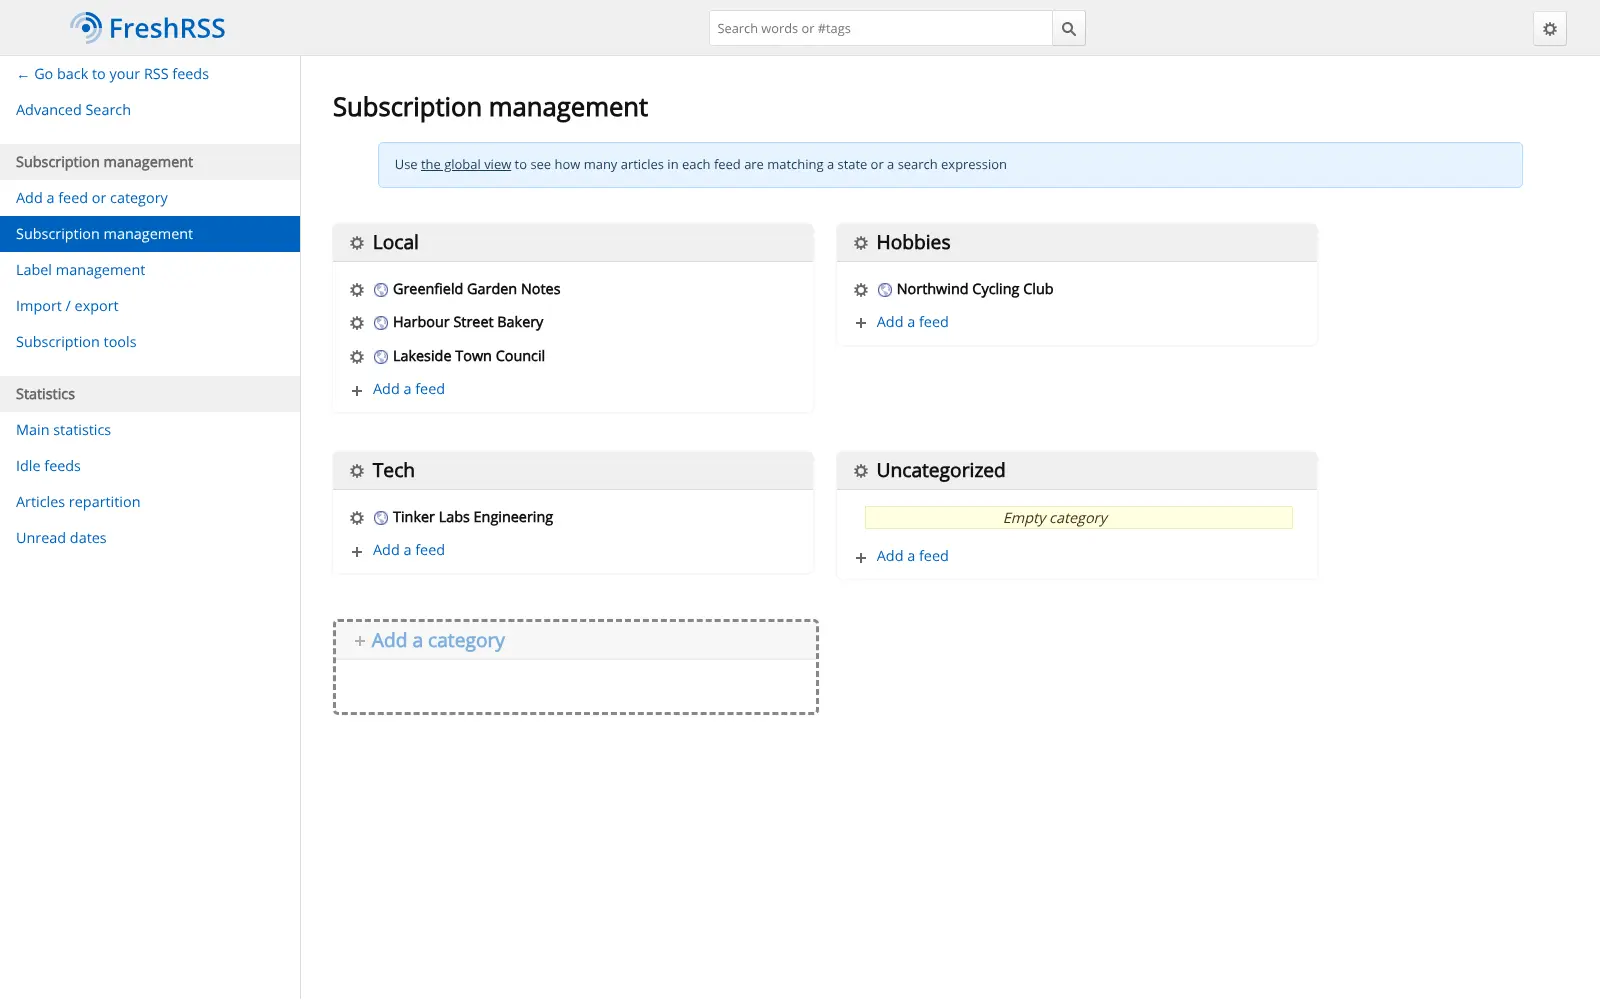 FreshRSS
Search words or #tags
← Go back to your RSS feeds
Advanced Search
Subscription management
Add a feed or category
Subscription management
Label management
Import / export
Subscription tools
Statistics
Main statistics
Idle feeds
Articles repartition
Unread dates
Subscription management
Use the global view to see how many articles in each feed are matching a state or a search expression
Local
Greenfield Garden Notes
Harbour Street Bakery
Lakeside Town Council
+ Add a feed
Hobbies
Northwind Cycling Club
+ Add a feed
Tech
Tinker Labs Engineering
+ Add a feed
Uncategorized
Empty category
+ Add a feed
+ Add a category